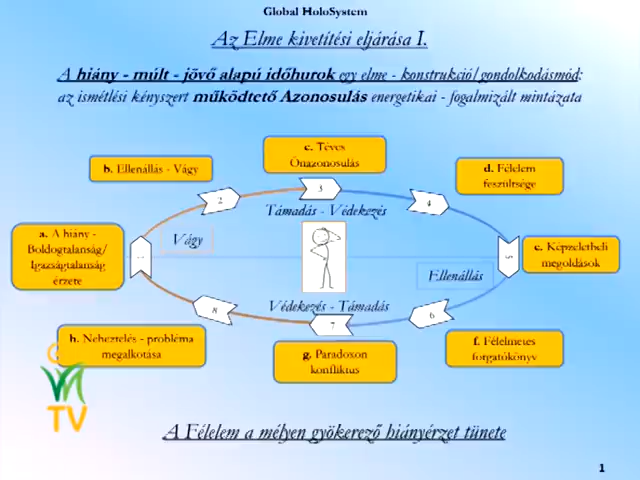 Global HoloSystem
Az Elme kivetítési eljárása I.
A hiány - múlt - jövő alapú időhurok egy elme - konstrukció/gondolkodásmód:
az ismétlési kényszert működtető Azonosulás energetikai - fogalmizált mintázata
c. Téves
Önazonosulás
b. Ellenállás - Vágy
d. Félelem
feszültsége
2
3
4
Támadás - Védekezés
a. A hiány -
Boldogtalanság/
Igazságtalanság
érzete
Vágy
1
5
e. Képzeletbeli
megoldások
Ellenállás
Védekezés - Támadás
8
7
6
h. Neheztelés - probléma
megalkotása
g. Paradoxon
konfliktus
f. Félelmetes
forgatókönyv
TV
A Félelem a mélyen gyökerező hiányérzet tünete
1